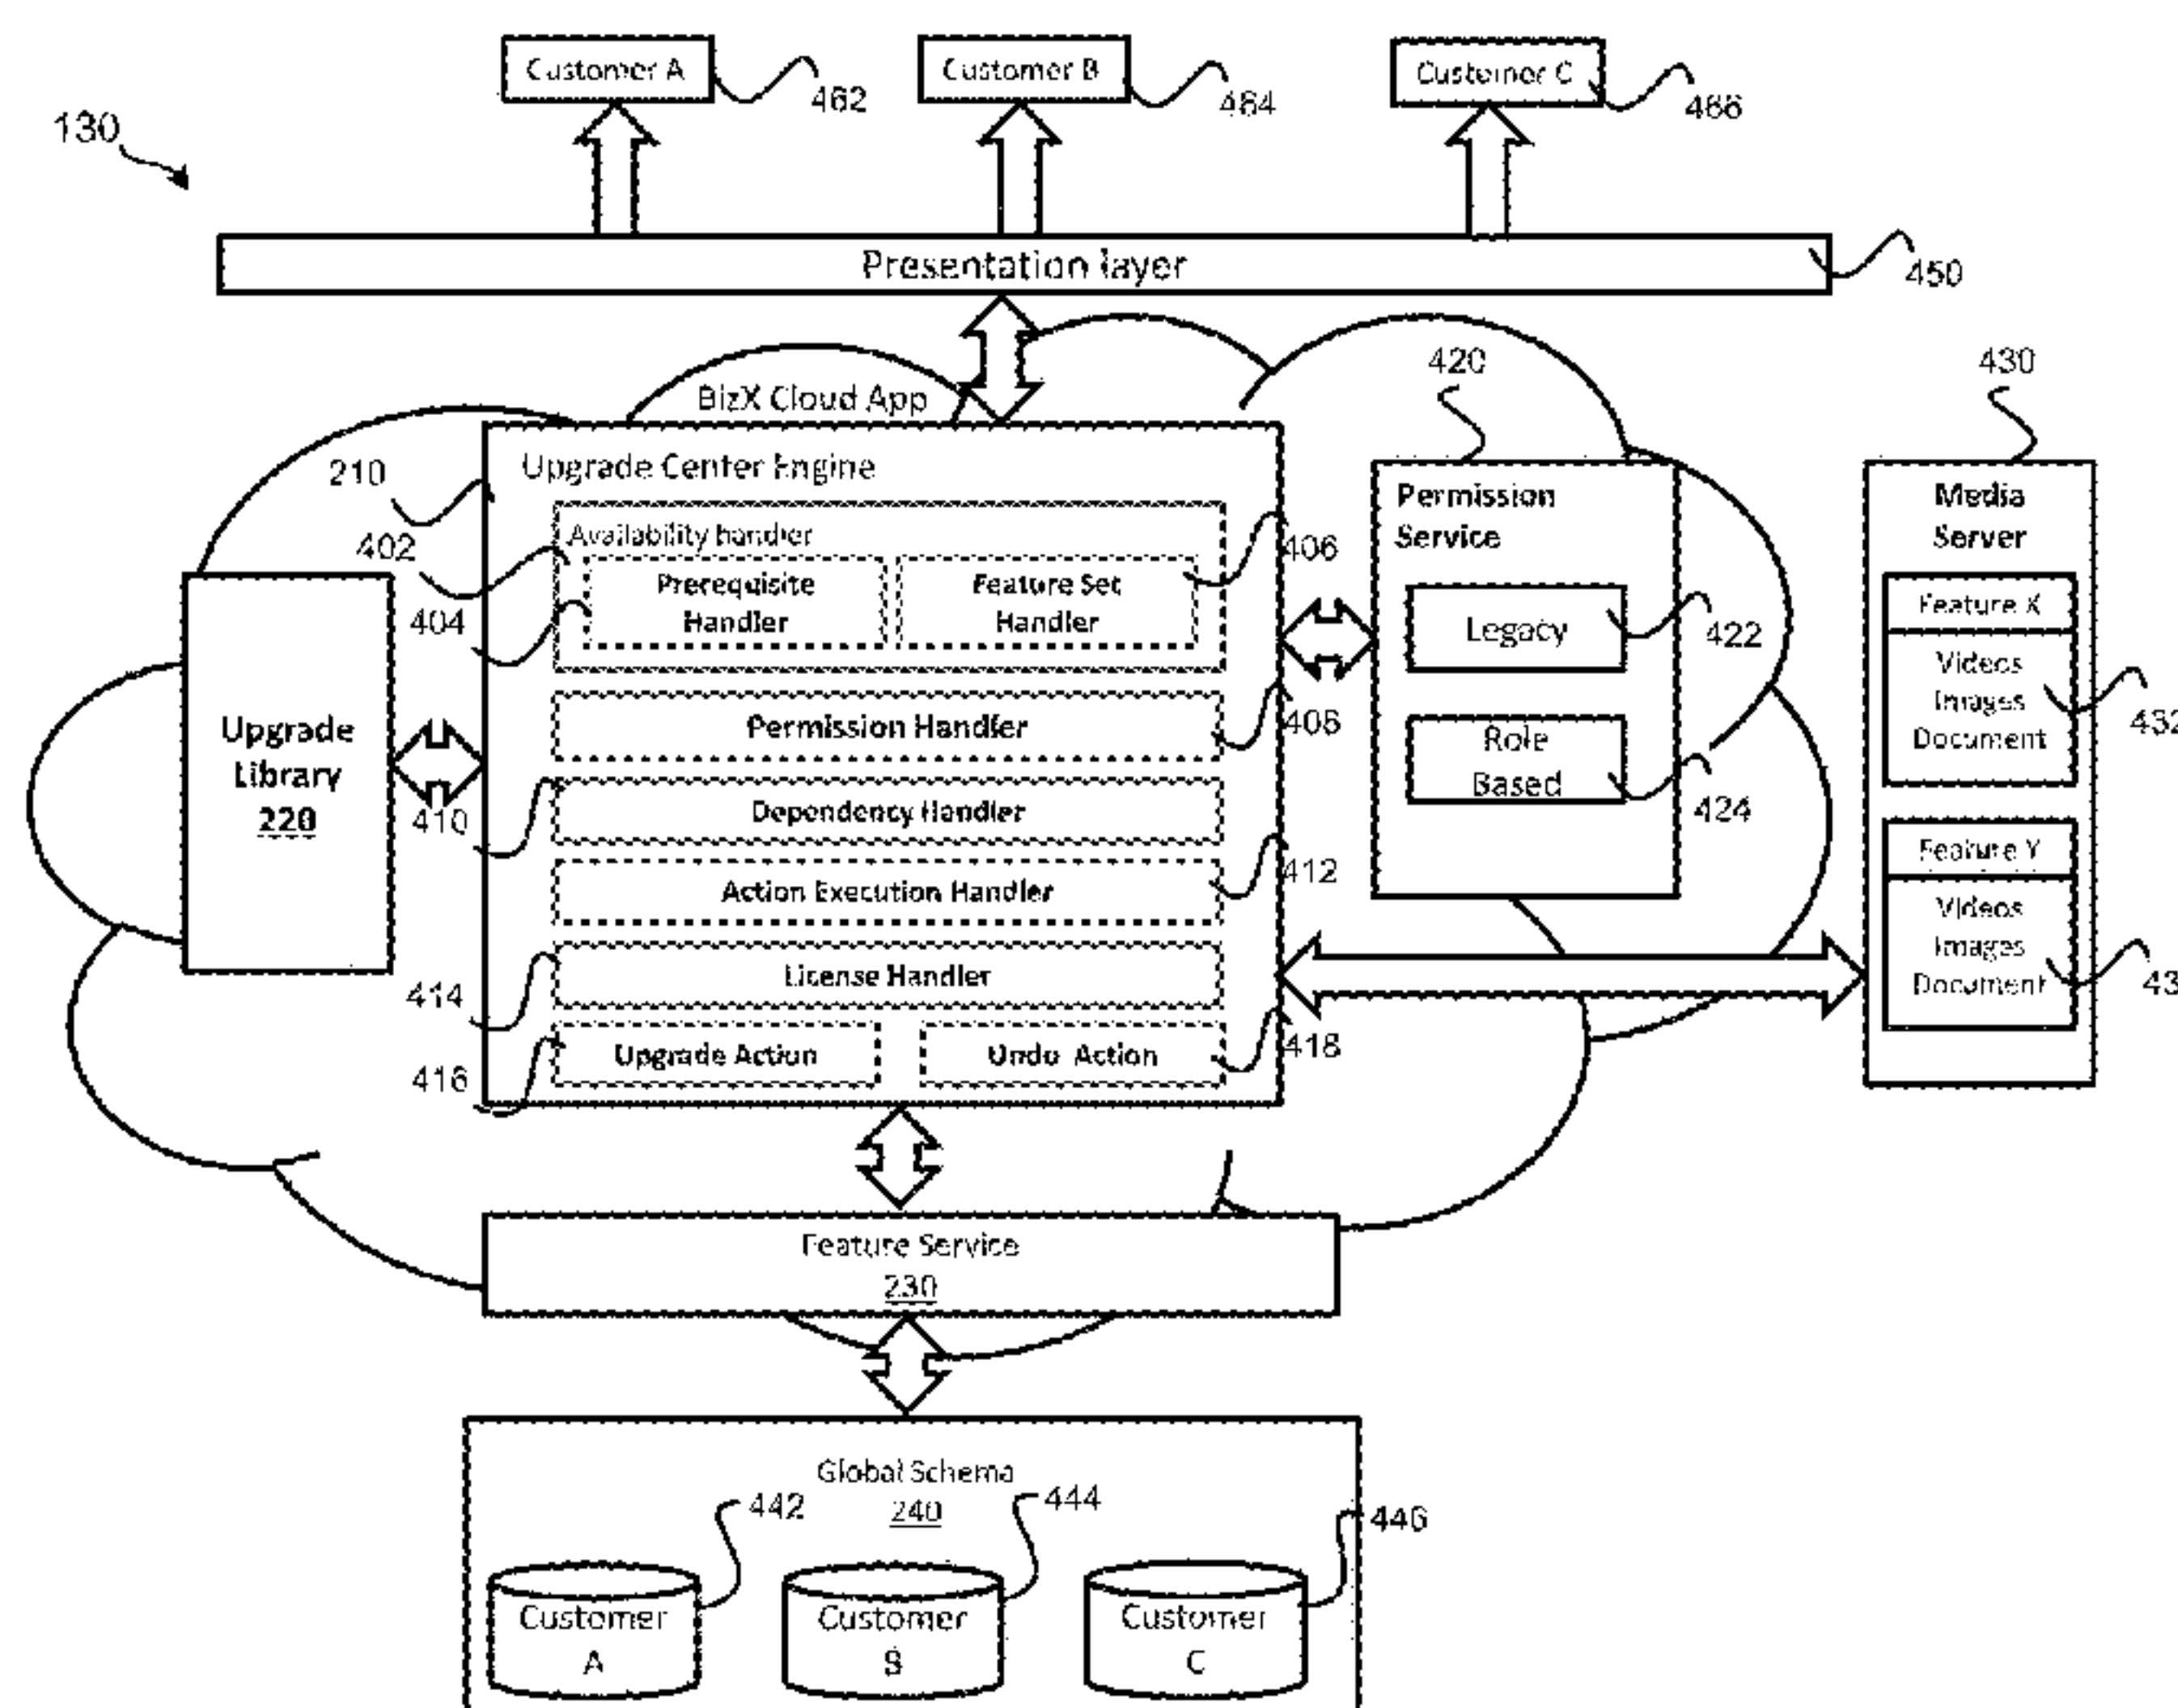 Customer A
Customer B
Customer C
462
464
466
130
Presentation layer
450
BizX Cloud App
420
430
210
Upgrade Center Engine
402
Availability handler
406
404
Prerequisite
Handler
Feature Set
Handler
Permission
Service
Legacy
422
Role
Based
424
Media
Server
Feature X
Videos
Images
Document
432
Feature Y
Videos
Images
Document
Upgrade
Library
220
Permission Handler
408
410
Dependency Handler
Action Execution Handler
412
License Handler
414
Upgrade Action
Undo Action
416
418
Feature Service
230
Global Schema
240
442
444
446
Customer
A
Customer
B
Customer
C